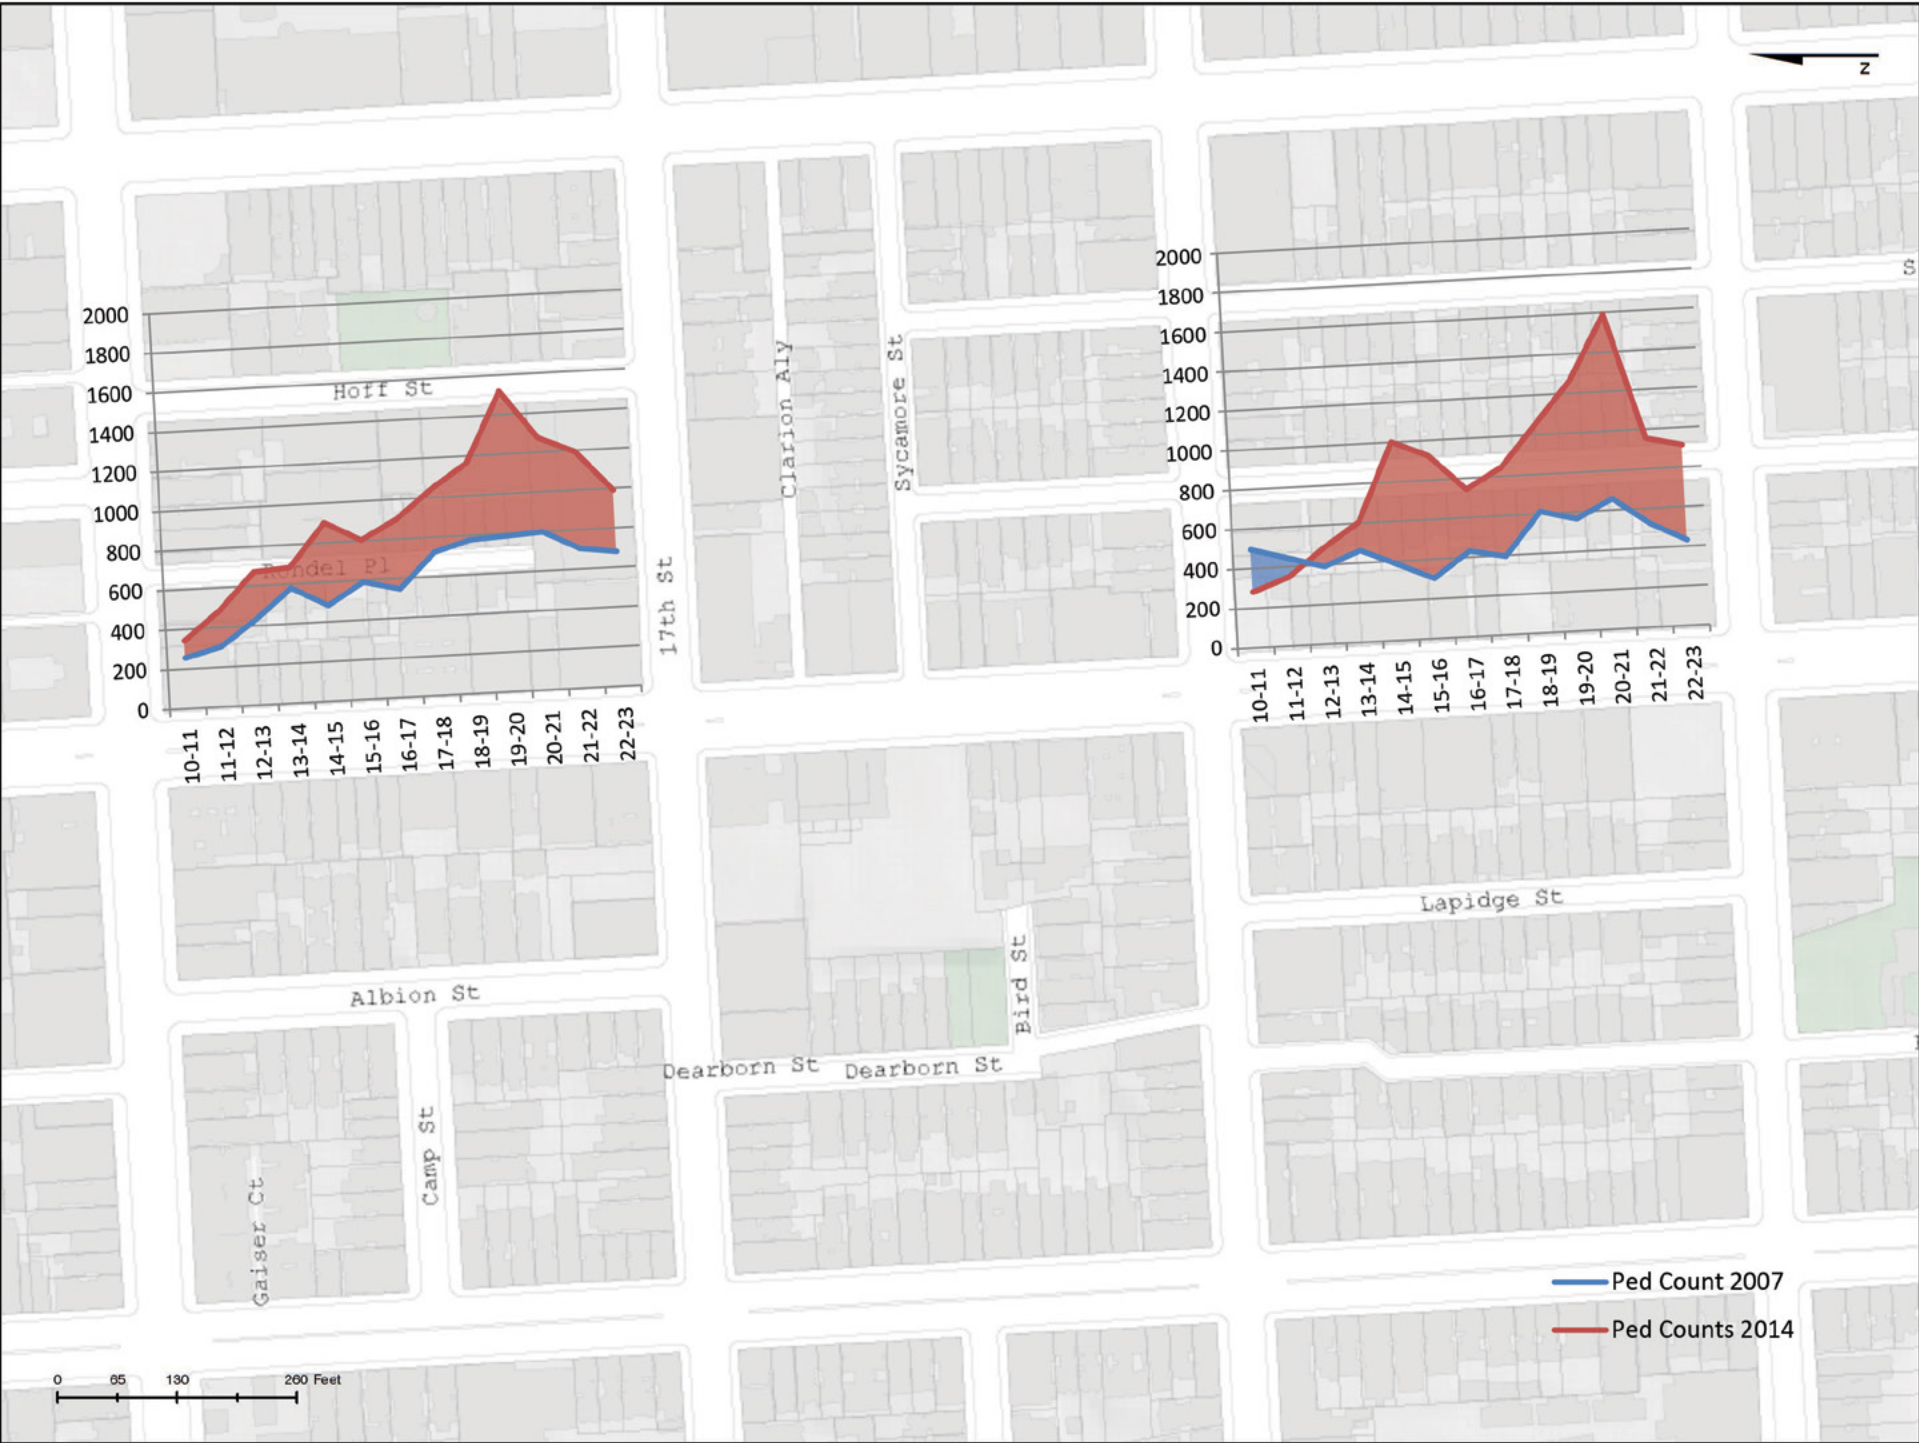 z
S
2000
1800
1600
1400
1200
1000
800
600
400
200
0
10-11
11-12
12-13
13-14
14-15
15-16
16-17
17-18
18-19
19-20
20-21
21-22
22-23
Hoff St
Rondel Pl
17th St
Clarion Aly
Sycamore St
2000
1800
1600
1400
1200
1000
800
600
400
200
0
10-11
11-12
12-13
13-14
14-15
15-16
16-17
17-18
18-19
19-20
20-21
21-22
22-23
Lapidge St
Albion St
Bird St
Dearborn St
Dearborn St
Camp St
Gaiser Ct
Ped Count 2007
Ped Counts 2014
0 65 130 260 Feet